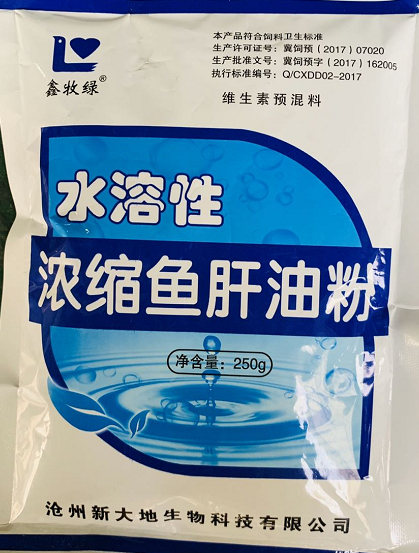 本产品符合饲料卫生标准
生产许可证号：冀饲预（2017）07020
生产批准文号：冀饲预字（2017）162005
执行标准编号：Q/CXDD02-2017
鑫牧绿®
维生素预混料
水溶性
浓缩鱼肝油粉
净含量：250g
沧州新大地生物科技有限公司